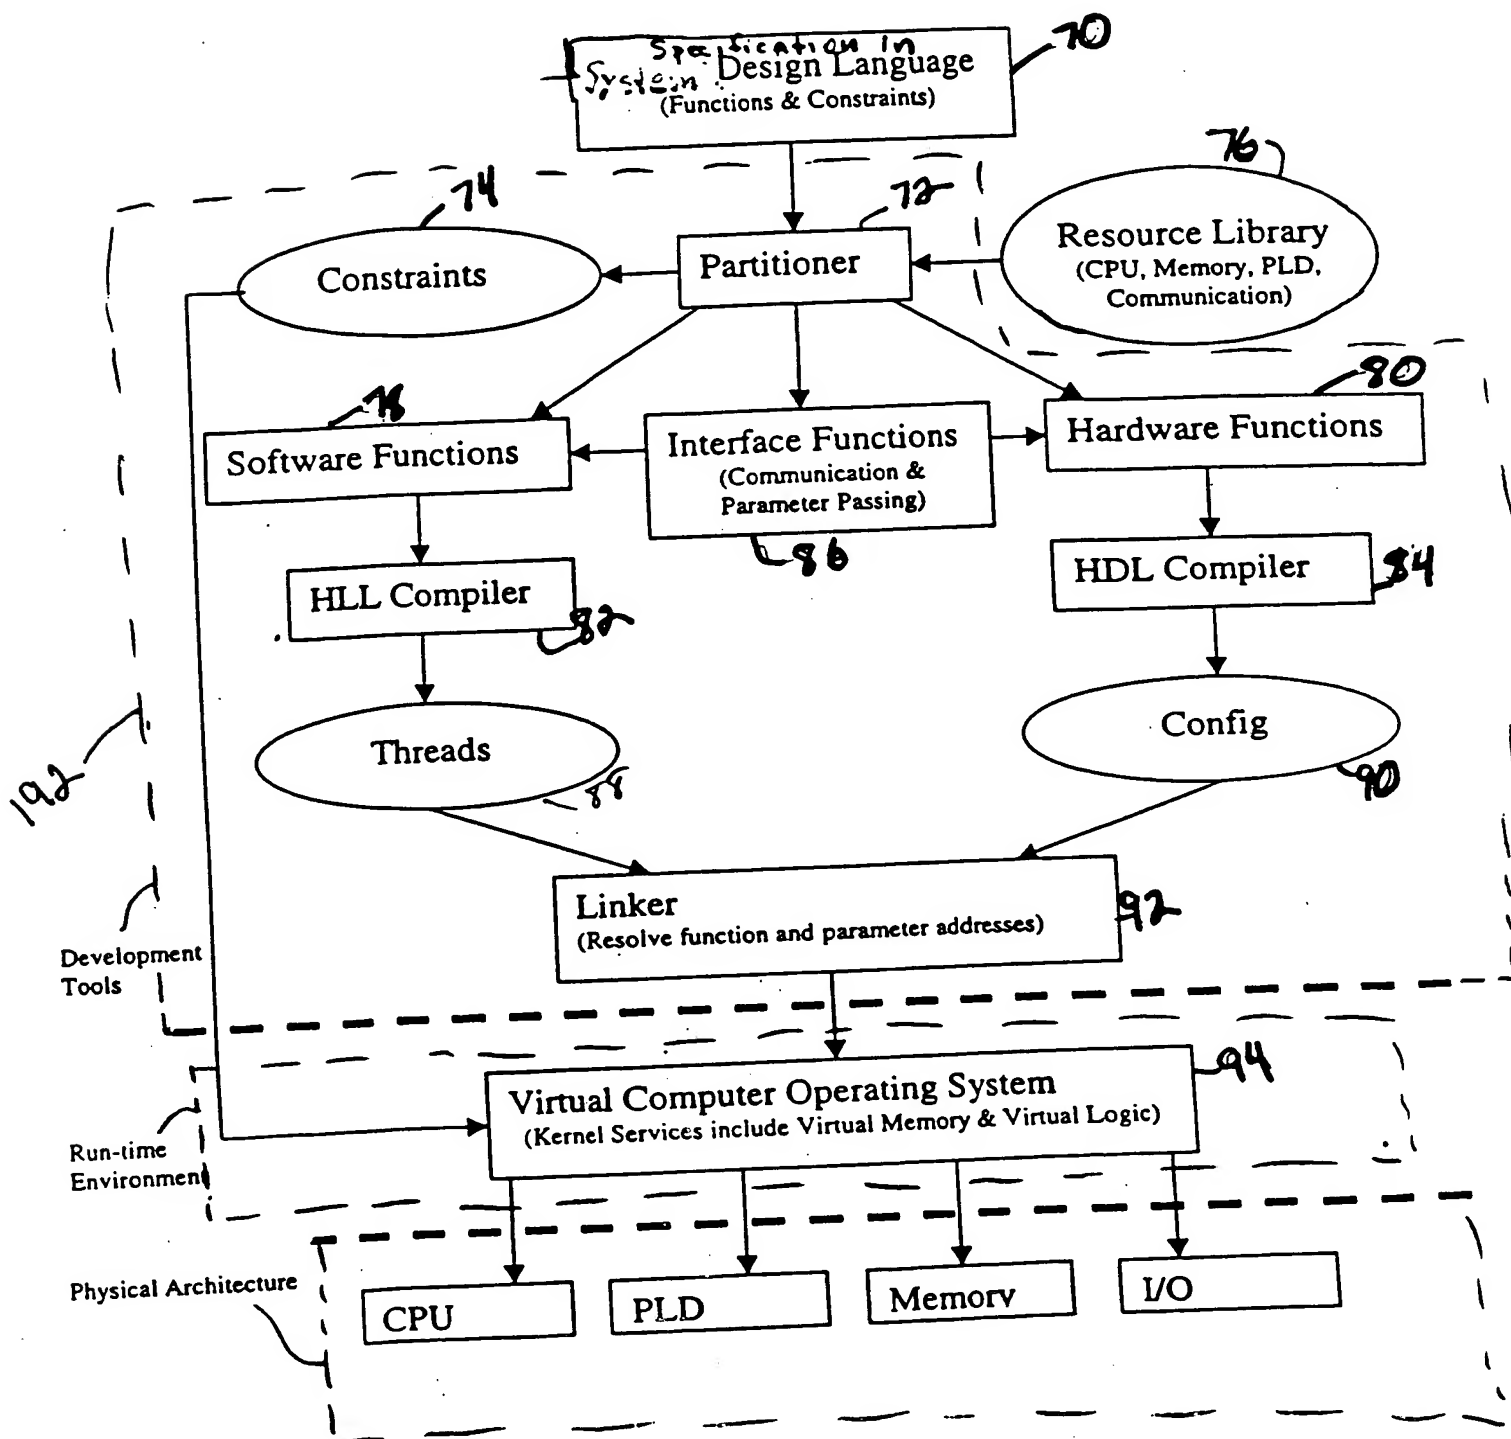 Specification in
System Design Language
(Functions & Constraints)
70
76
74
72
Resource Library
(CPU, Memory, PLD,
Communication)
Partitioner
Constraints
80
78
Software Functions
Interface Functions
(Communication &
Parameter Passing)
Hardware Functions
86
HLL Compiler
82
HDL Compiler
84
Threads
88
Config
90
192
Linker
(Resolve function and parameter addresses)
92
Development
Tools
Virtual Computer Operating System
(Kernel Services include Virtual Memory & Virtual Logic)
94
Run-time
Environment
Physical Architecture
CPU
PLD
Memory
I/O